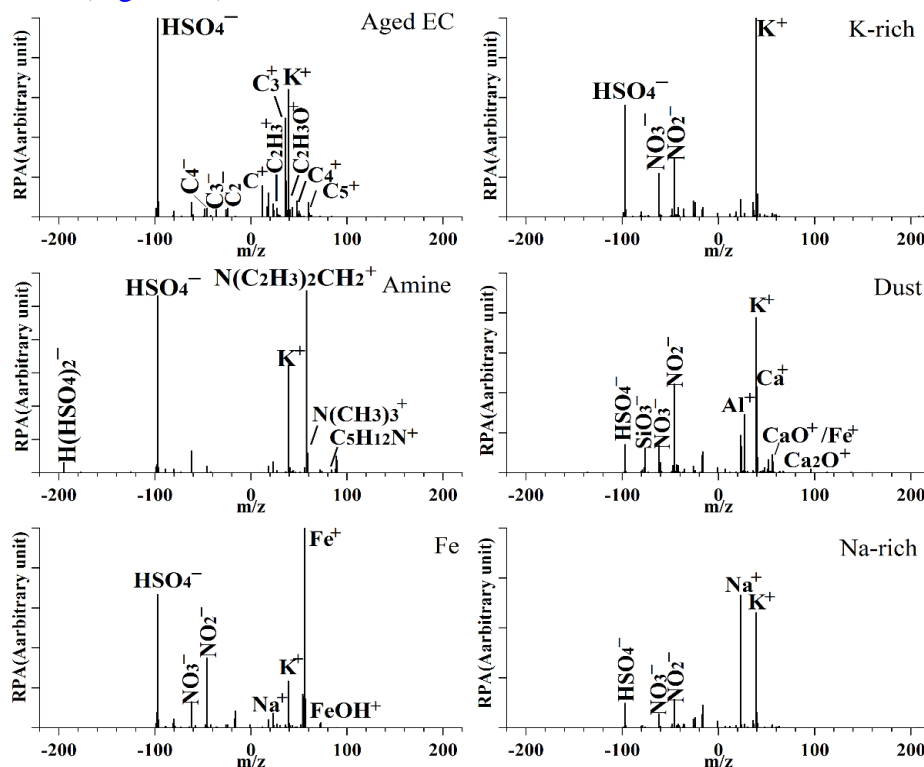 Aged EC
HSO4⁻
C3⁺
K⁺
C2H3⁺
C2H3O⁺
C4⁻
C3⁻
C2⁻
C⁺
C4⁺
C5⁺
RPA(Aarbitrary unit)
-200 -100 0 100 200
m/z
K-rich
K⁺
HSO4⁻
NO3⁻
NO2⁻
RPA(Aarbitrary unit)
-200 -100 0 100 200
m/z
Amine
N(C2H3)2CH2⁺
HSO4⁻
K⁺
H(HSO4)2⁻
N(CH3)3⁺
C5H12N⁺
RPA(Aarbitrary unit)
-200 -100 0 100 200
m/z
Dust
K⁺
NO2⁻
Ca⁺
Al⁺
HSO4⁻
SiO3⁻
NO3⁻
CaO⁺/Fe⁺
Ca2O⁺
RPA(Aarbitrary unit)
-200 -100 0 100 200
m/z
Fe
Fe⁺
HSO4⁻
NO2⁻
NO3⁻
K⁺
Na⁺
FeOH⁺
RPA(Aarbitrary unit)
-200 -100 0 100 200
m/z
Na-rich
Na⁺
K⁺
HSO4⁻
NO3⁻
NO2⁻
RPA(Aarbitrary unit)
-200 -100 0 100 200
m/z